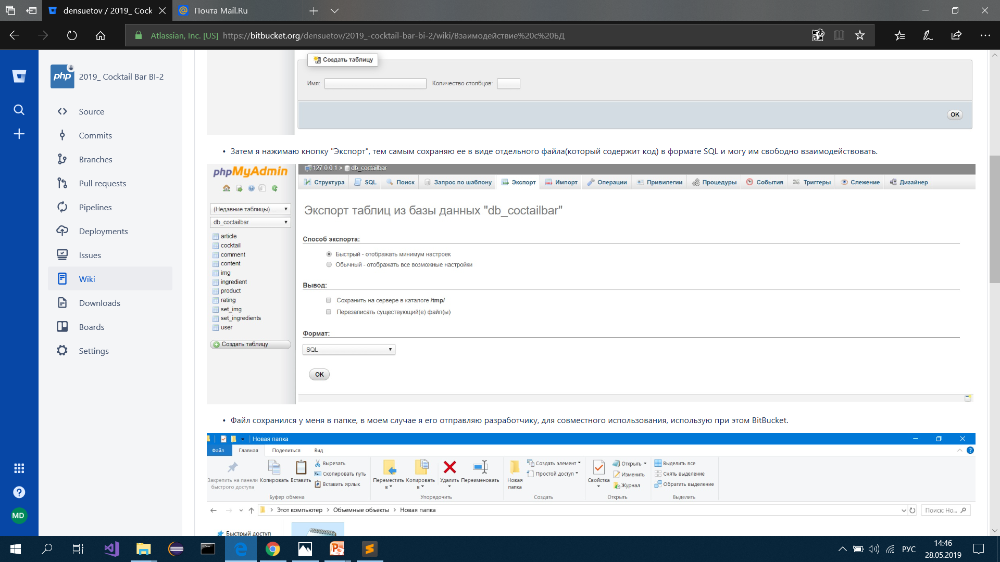 densuetov / 2019_ Cock
Почта Mail.Ru
Atlassian, Inc. [US] https://bitbucket.org/densuetov/2019_-cocktail-bar-bi-2/wiki/Взаимодействие%20с%20БД
php
2019_ Cocktail Bar BI-2
Source
Commits
Branches
Pull requests
Pipelines
Deployments
Issues
Wiki
Downloads
Boards
Settings
MD
Создать таблицу
Имя: Количество столбцов:
OK
• Затем я нажимаю кнопку "Экспорт", тем самым сохраняю ее в виде отдельного файла(который содержит код) в формате SQL и могу им свободно взаимодействовать.
phpMyAdmin
(Недавние таблицы) ...
db_coctailbar
article
cocktail
comment
content
img
ingredient
product
rating
set_img
set_ingredients
user
Создать таблицу
127.0.0.1 » db_coctailbar
Структура SQL Поиск Запрос по шаблону Экспорт Импорт Операции Привилегии Процедуры События Триггеры Слежение Дизайнер
Экспорт таблиц из базы данных "db_coctailbar"
Способ экспорта:
Быстрый - отображать минимум настроек
Обычный - отображать все возможные настройки
Вывод:
Сохранить на сервере в каталоге /tmp/
Перезаписать существующий(е) файл(ы)
Формат:
SQL
OK
• Файл сохранился у меня в папке, в моем случае я его отправляю разработчику, для совместного использования, использую при этом BitBucket.
Новая папка
Файл Главная Поделиться Вид
Закрепить на панели быстрого доступа
Копировать
Вставить
Вырезать
Скопировать путь
Вставить ярлык
Буфер обмена
Переместить в
Копировать в
Удалить
Переименовать
Упорядочить
Новая папка
Создать элемент
Простой доступ
Создать
Свойства
Открыть
Изменить
Журнал
Открыть
Выделить все
Снять выделение
Обратить выделение
Выделить
Этот компьютер > Объемные объекты > Новая папка
Поиск: Но...
Быстрый доступ
РУС
14:46
28.05.2019